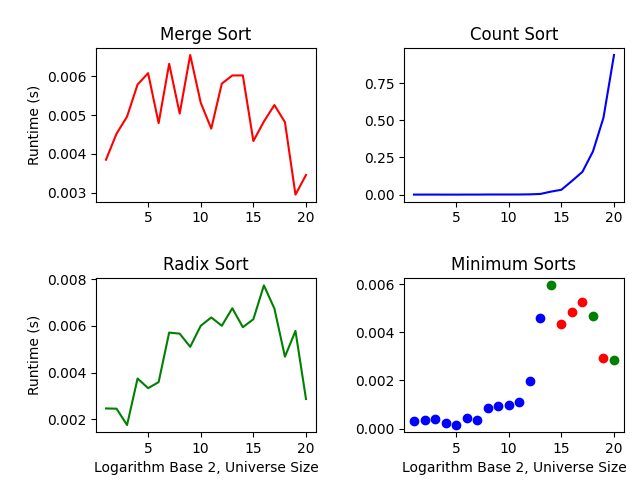 Merge Sort
Runtime (s)
0.006
0.005
0.004
0.003
5 10 15 20
Count Sort
0.75
0.50
0.25
0.00
5 10 15 20
Radix Sort
Runtime (s)
0.008
0.006
0.004
0.002
5 10 15 20
Logarithm Base 2, Universe Size
Minimum Sorts
0.006
0.004
0.002
0.000
5 10 15 20
Logarithm Base 2, Universe Size